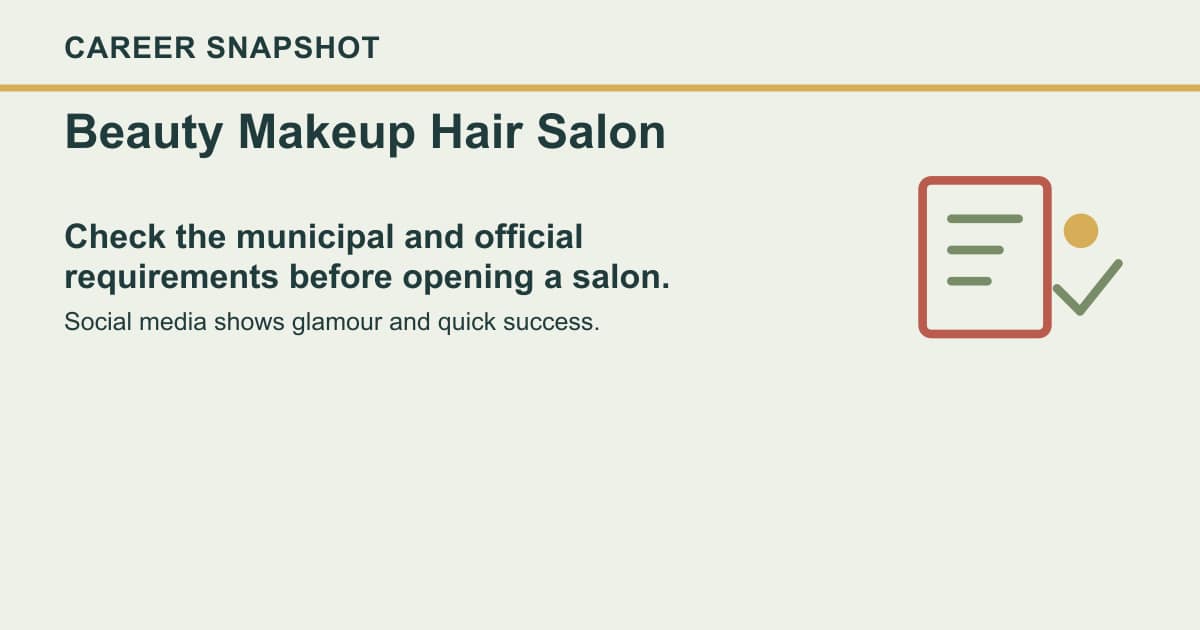 CAREER SNAPSHOT
Beauty Makeup Hair Salon
Check the municipal and official
requirements before opening a salon.
Social media shows glamour and quick success.